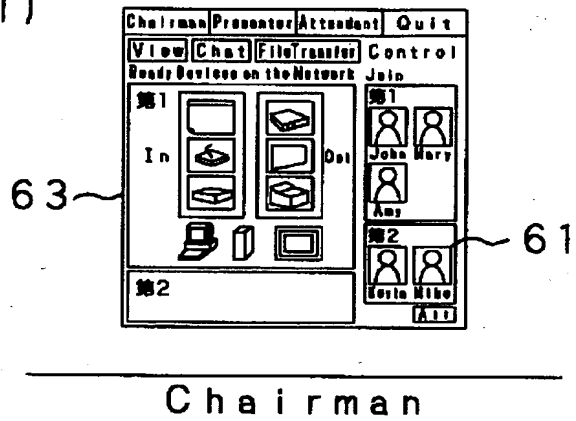 Chairman Presenter Attendant Quit
View Chat FileTransfer Control
Ready Devices on the Network Join
第1
In
Out
第2
第1
John Mary
Amy
第2
Kevin Mike
All
63
61
Chairman